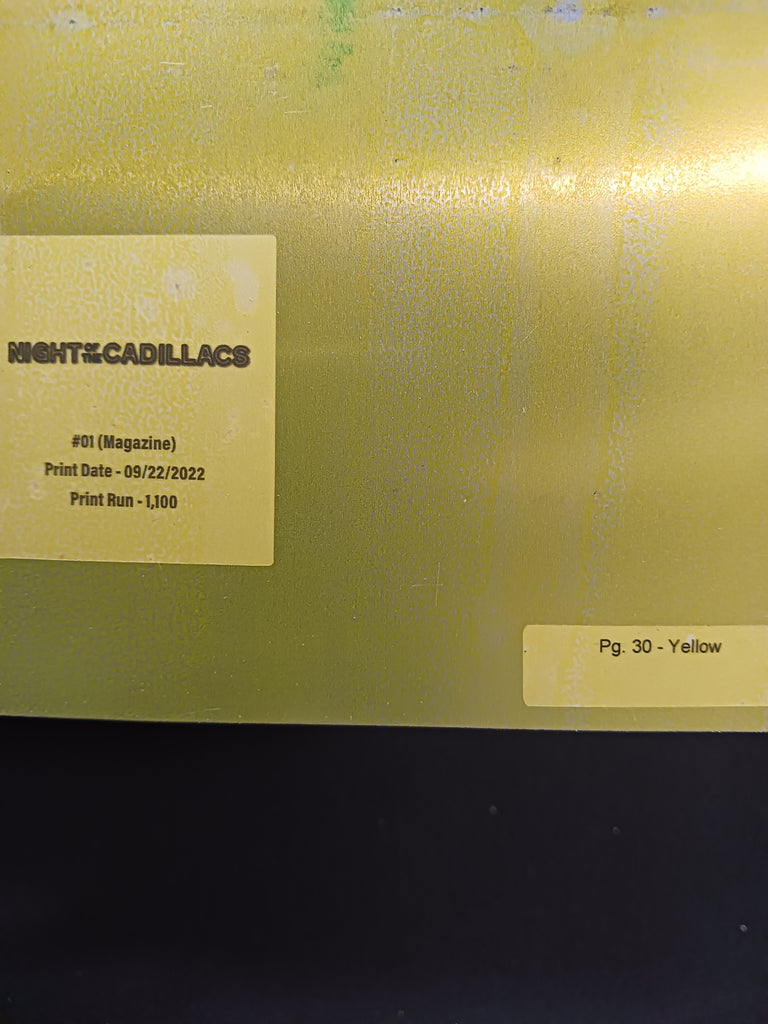 NIGHT OF THE CADILLACS
#01 (Magazine)
Print Date - 09/22/2022
Print Run - 1,100
Pg. 30 - Yellow